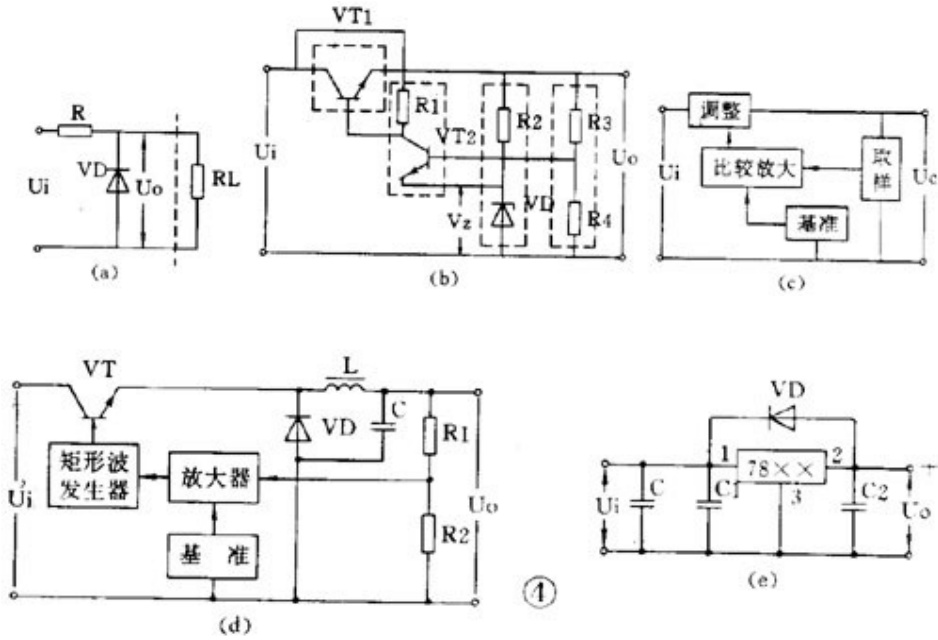 R
VD
Ui
Uo
RL
(a)
VT1
R1
VT2
R2
R3
Ui
Uo
Vz
VD
R4
(b)
调整
比较放大
取样
基准
Ui
(c)
VT
L
VD
C
R1
矩形波
发生器
放大器
Ui
Uo
R2
基 准
(d)
④
VD
1
78××
2
+
3
Ui
C
C1
C2
Uo
(e)